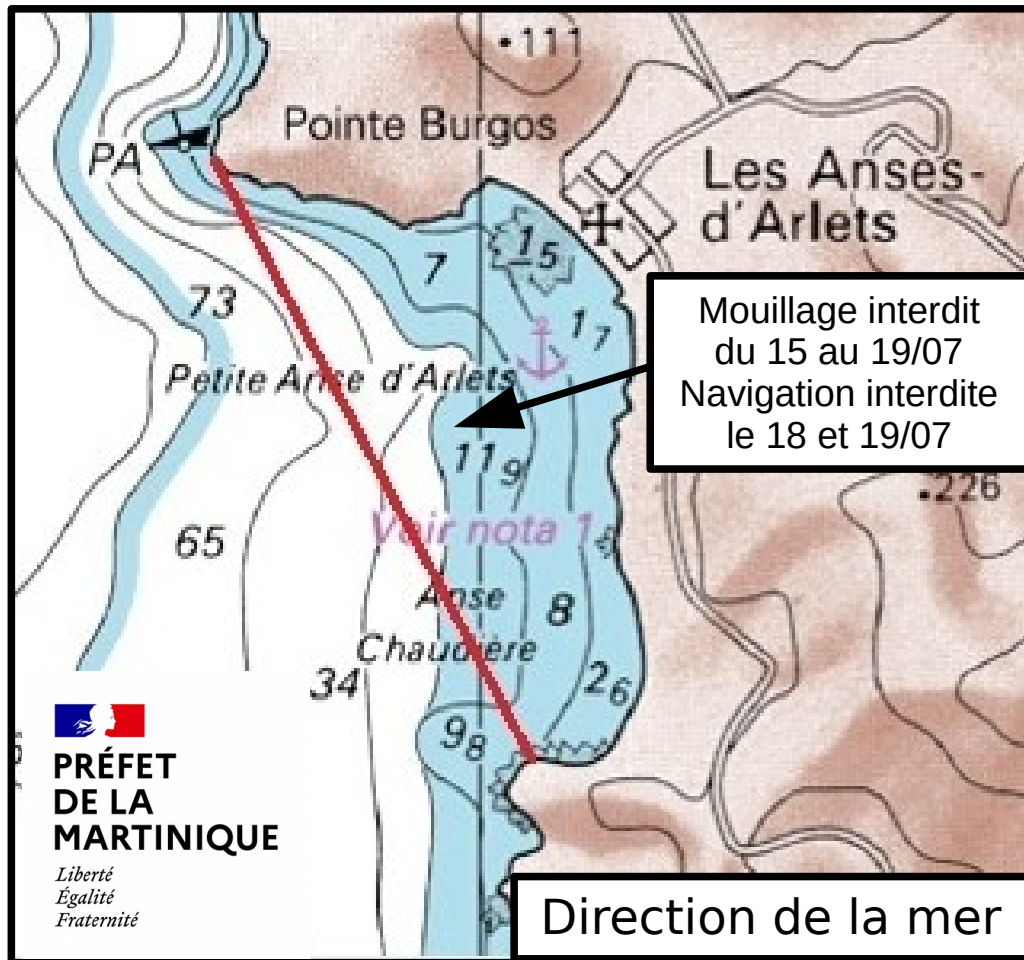 111
Pointe Burgos
PA
Les Anses-
d'Arlets
15
7
73
17
Mouillage interdit
du 15 au 19/07
Navigation interdite
le 18 et 19/07
Petite Anse d'Arlets
119
226
Voir nota 1
65
Anse
8
Chaudière
34
26
98
PRÉFET
DE LA
MARTINIQUE
Liberté
Égalité
Fraternité
Direction de la mer